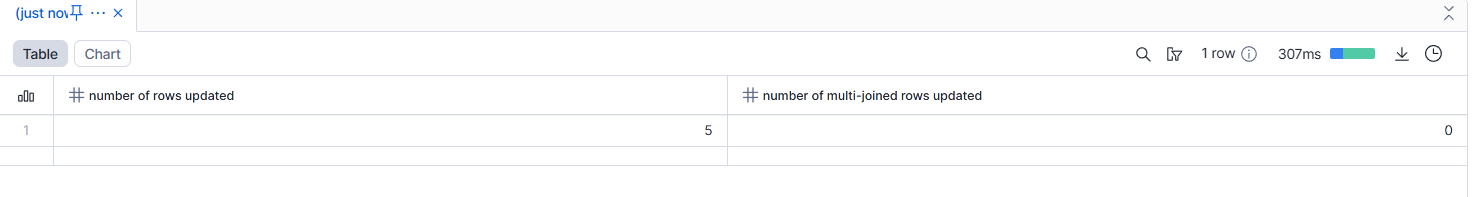 (just nov ··· ×
Table Chart 1 row 307ms
number of rows updated number of multi-joined rows updated
1 5 0